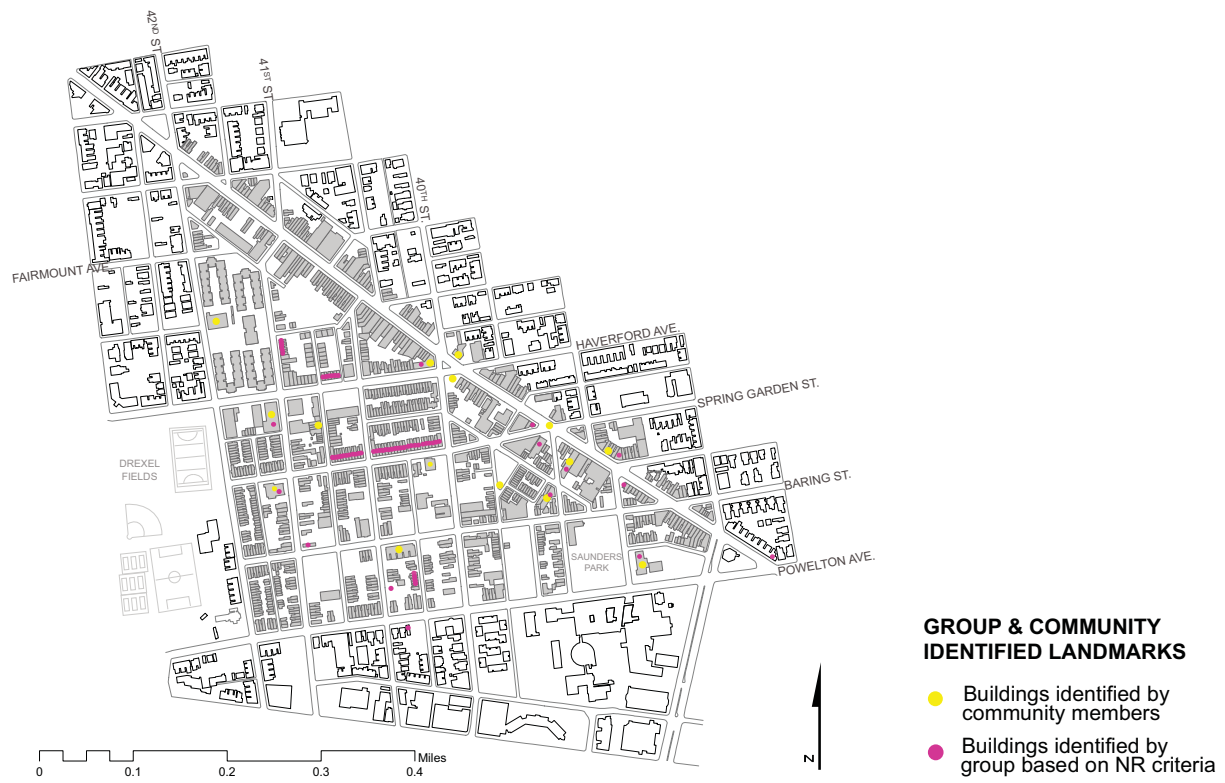 42ND ST.
41ST ST.
40TH ST.
FAIRMOUNT AVE.
HAVERFORD AVE.
SPRING GARDEN ST.
DREXEL
FIELDS
BARING ST.
SAUNDERS
PARK
POWELTON AVE.
GROUP & COMMUNITY
IDENTIFIED LANDMARKS
Buildings identified by
community members
Buildings identified by
group based on NR criteria
N
Miles
0 0.1 0.2 0.3 0.4